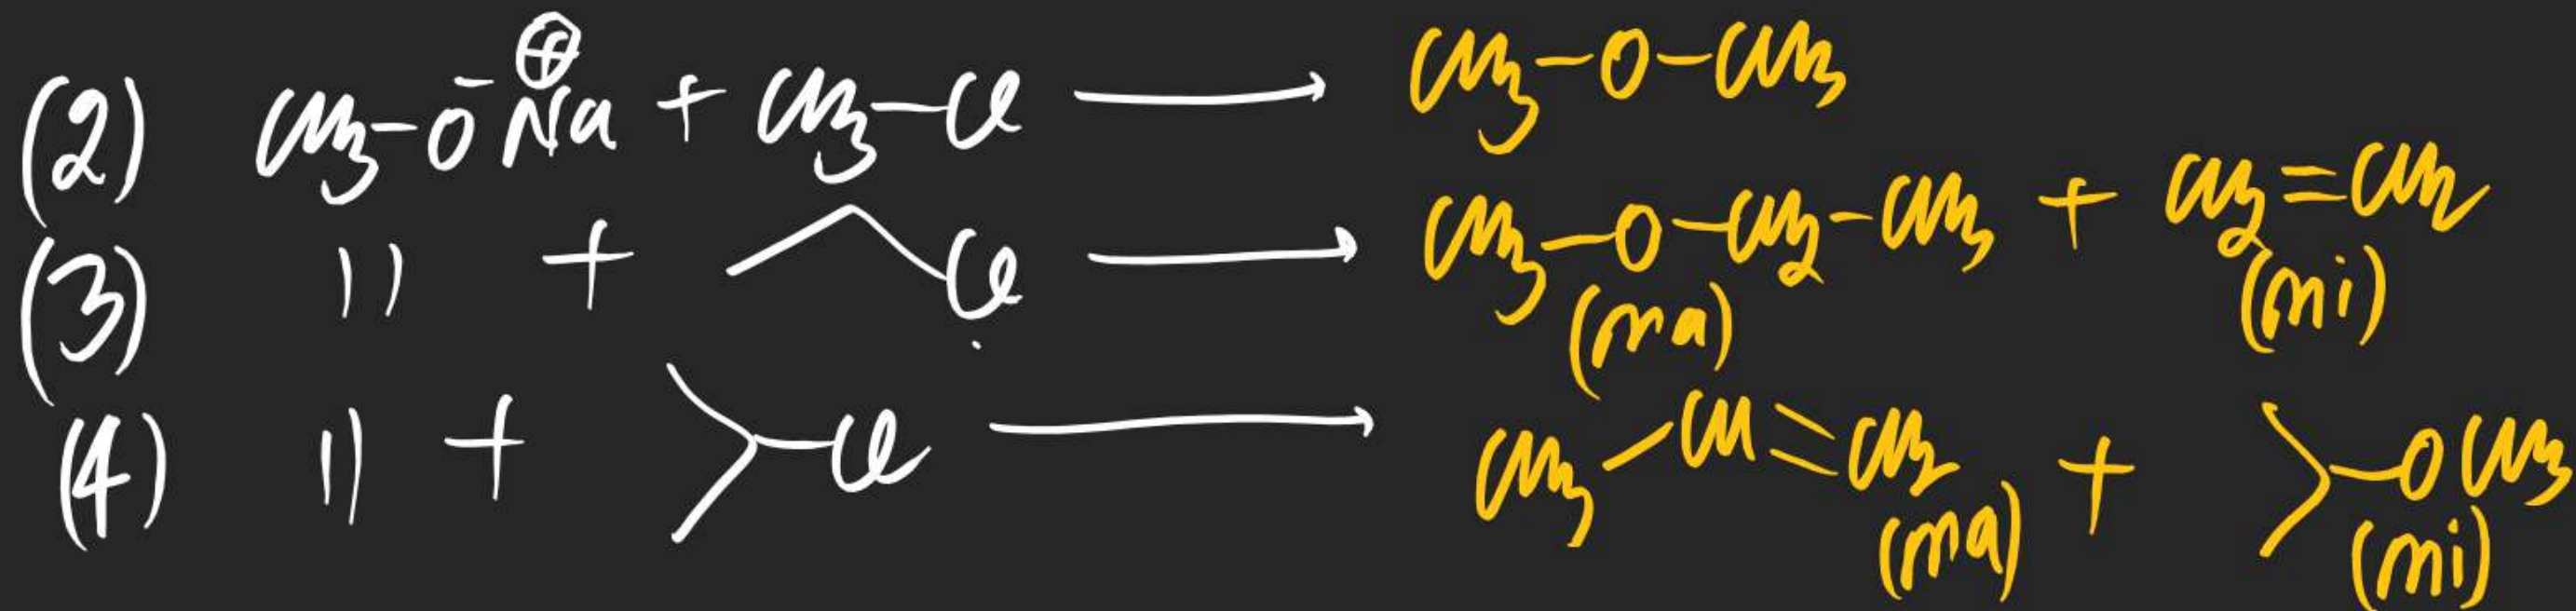 (2) CH3-O⁻ Na⊕ + CH3-Cl ⟶ CH3-O-CH3
(3) 〃 + Cl ⟶ CH3-O-CH2-CH3 + CH2=CH2
(ma) (mi)
(4) 〃 + Cl ⟶ CH3-CH=CH2 + OCH3
(ma) (mi)